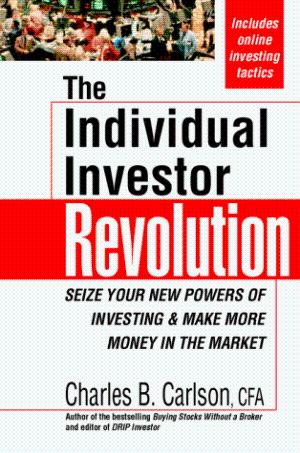 Includes
online
investing
tactics
The
Individual
Investor
Revolution
SEIZE YOUR NEW POWERS OF
INVESTING & MAKE MORE
MONEY IN THE MARKET
Charles B. Carlson, CFA
Author of the bestselling Buying Stocks Without a Broker
and editor of DRIP Investor